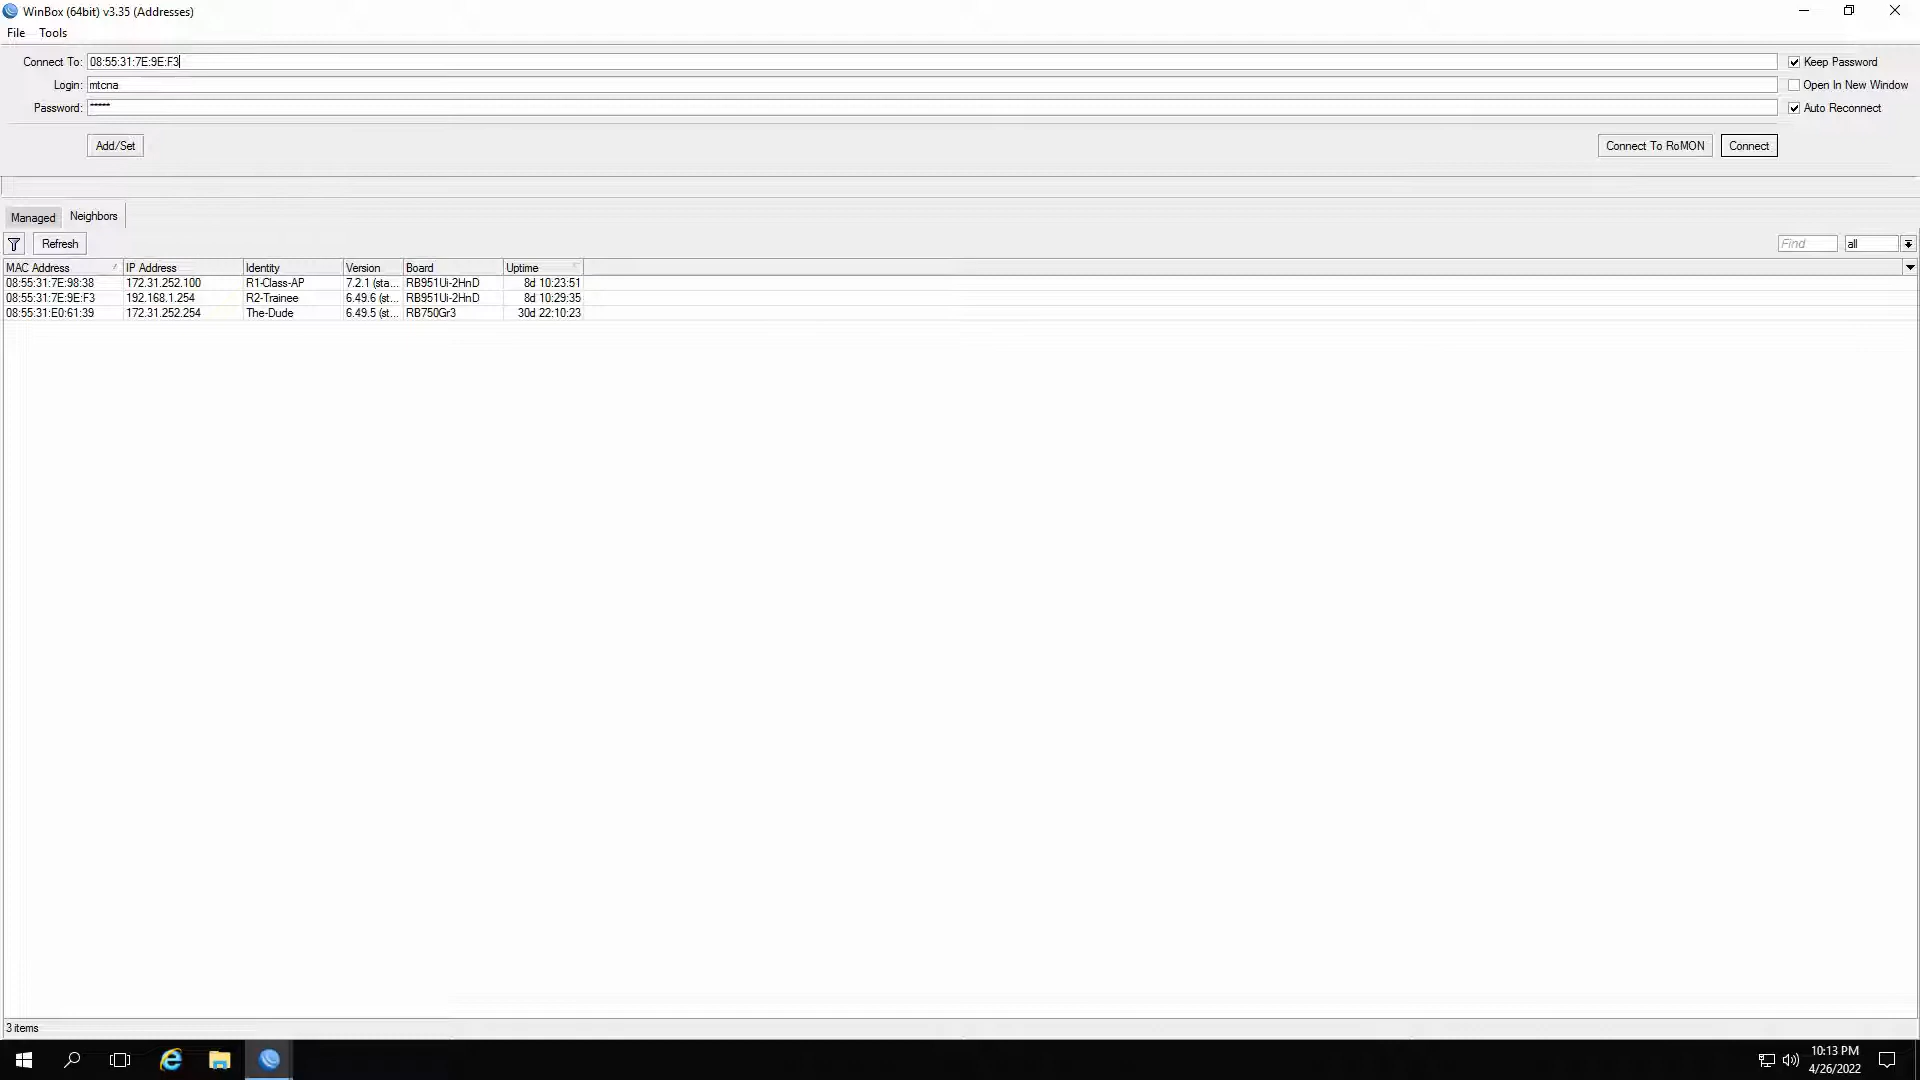 WinBox (64bit) v3.35 (Addresses)
File Tools
Connect To: 08:55:31:7E:9E:F3 Keep Password
Login: mtcna Open In New Window
Password: ***** Auto Reconnect
Add/Set Connect To RoMON Connect
Managed Neighbors
Refresh Find all
MAC Address IP Address Identity Version Board Uptime
08:55:31:7E:98:38 172.31.252.100 R1-Class-AP 7.2.1 (sta... RB951Ui-2HnD 8d 10:23:51
08:55:31:7E:9E:F3 192.168.1.254 R2-Trainee 6.49.6 (st... RB951Ui-2HnD 8d 10:29:35
08:55:31:E0:61:39 172.31.252.254 The-Dude 6.49.5 (st... RB750Gr3 30d 22:10:23
3 items
10:13 PM
4/26/2022